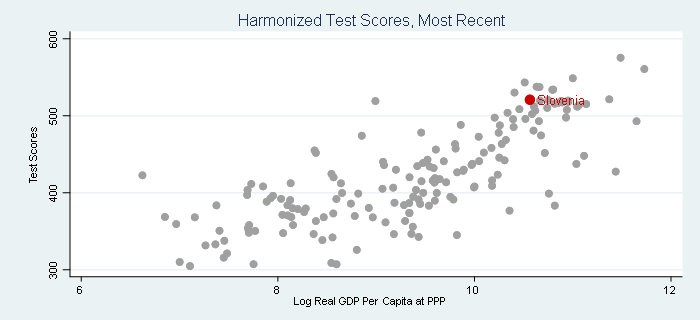 Harmonized Test Scores, Most Recent
600
500
400
300
Test Scores
Slovenia
6
8
10
12
Log Real GDP Per Capita at PPP